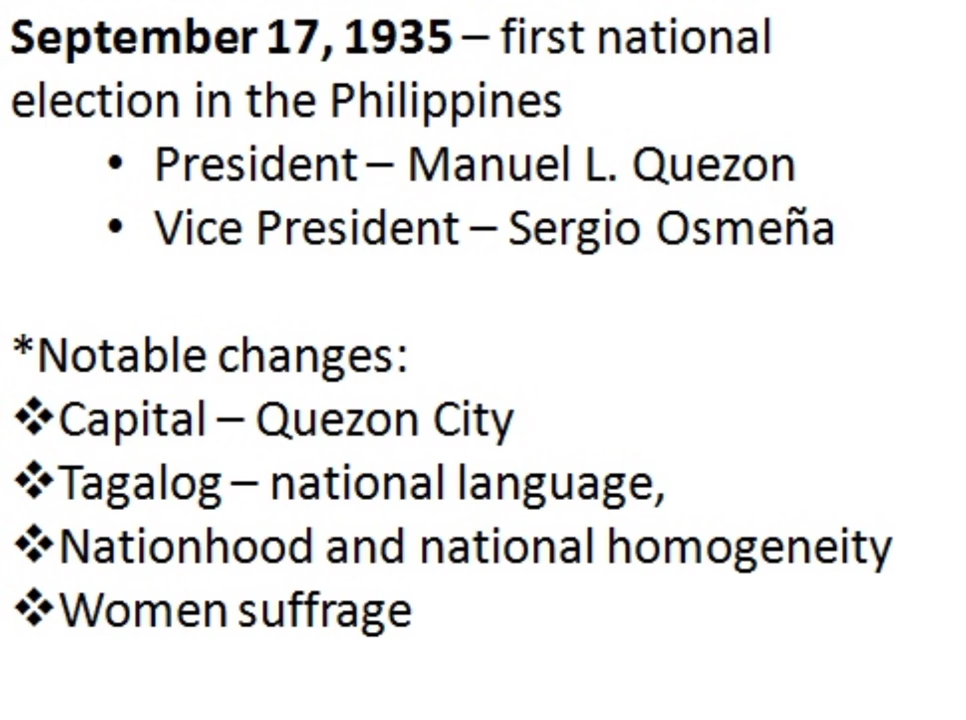 September 17, 1935 – first national
election in the Philippines
• President – Manuel L. Quezon
• Vice President – Sergio Osmeña
*Notable changes:
❖Capital – Quezon City
❖Tagalog – national language,
❖Nationhood and national homogeneity
❖Women suffrage